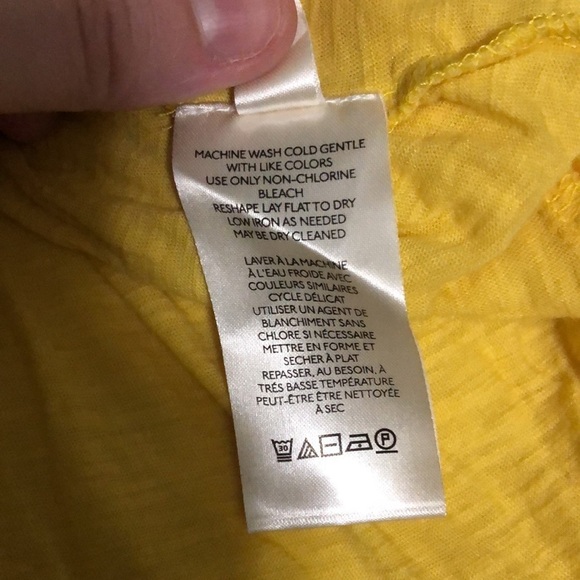 MACHINE WASH COLD GENTLE
WITH LIKE COLORS
USE ONLY NON-CHLORINE
BLEACH
RESHAPE LAY FLAT TO DRY
LOW IRON AS NEEDED
MAY BE DRY CLEANED
LAVER À LA MACHINE
À L'EAU FROIDE AVEC
COULEURS SIMILAIRES
CYCLE DÉLICAT
UTILISER UN AGENT DE
BLANCHIMENT SANS
CHLORE SI NÉCESSAIRE
METTRE EN FORME ET
SÉCHER À PLAT
REPASSER, AU BESOIN, À
TRÉS BASSE TEMPÉRATURE
PEUT-ÊTRE ÊTRE NETTOYÉE
À SEC
30 P